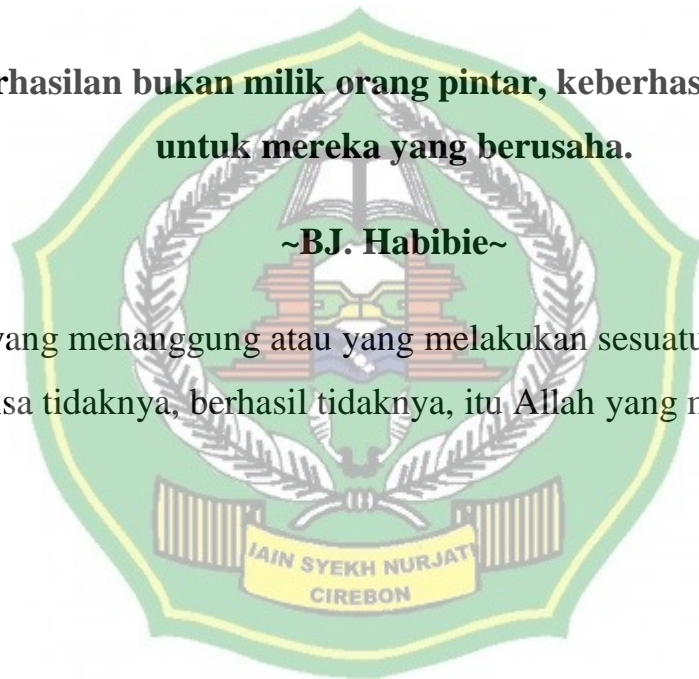 rhasilan bukan milik orang pintar, keberhas
untuk mereka yang berusaha.
~BJ. Habibie~
yang menanggung atau yang melakukan sesuatu
sa tidaknya, berhasil tidaknya, itu Allah yang
IAIN SYEKH NURJATI
CIREBON